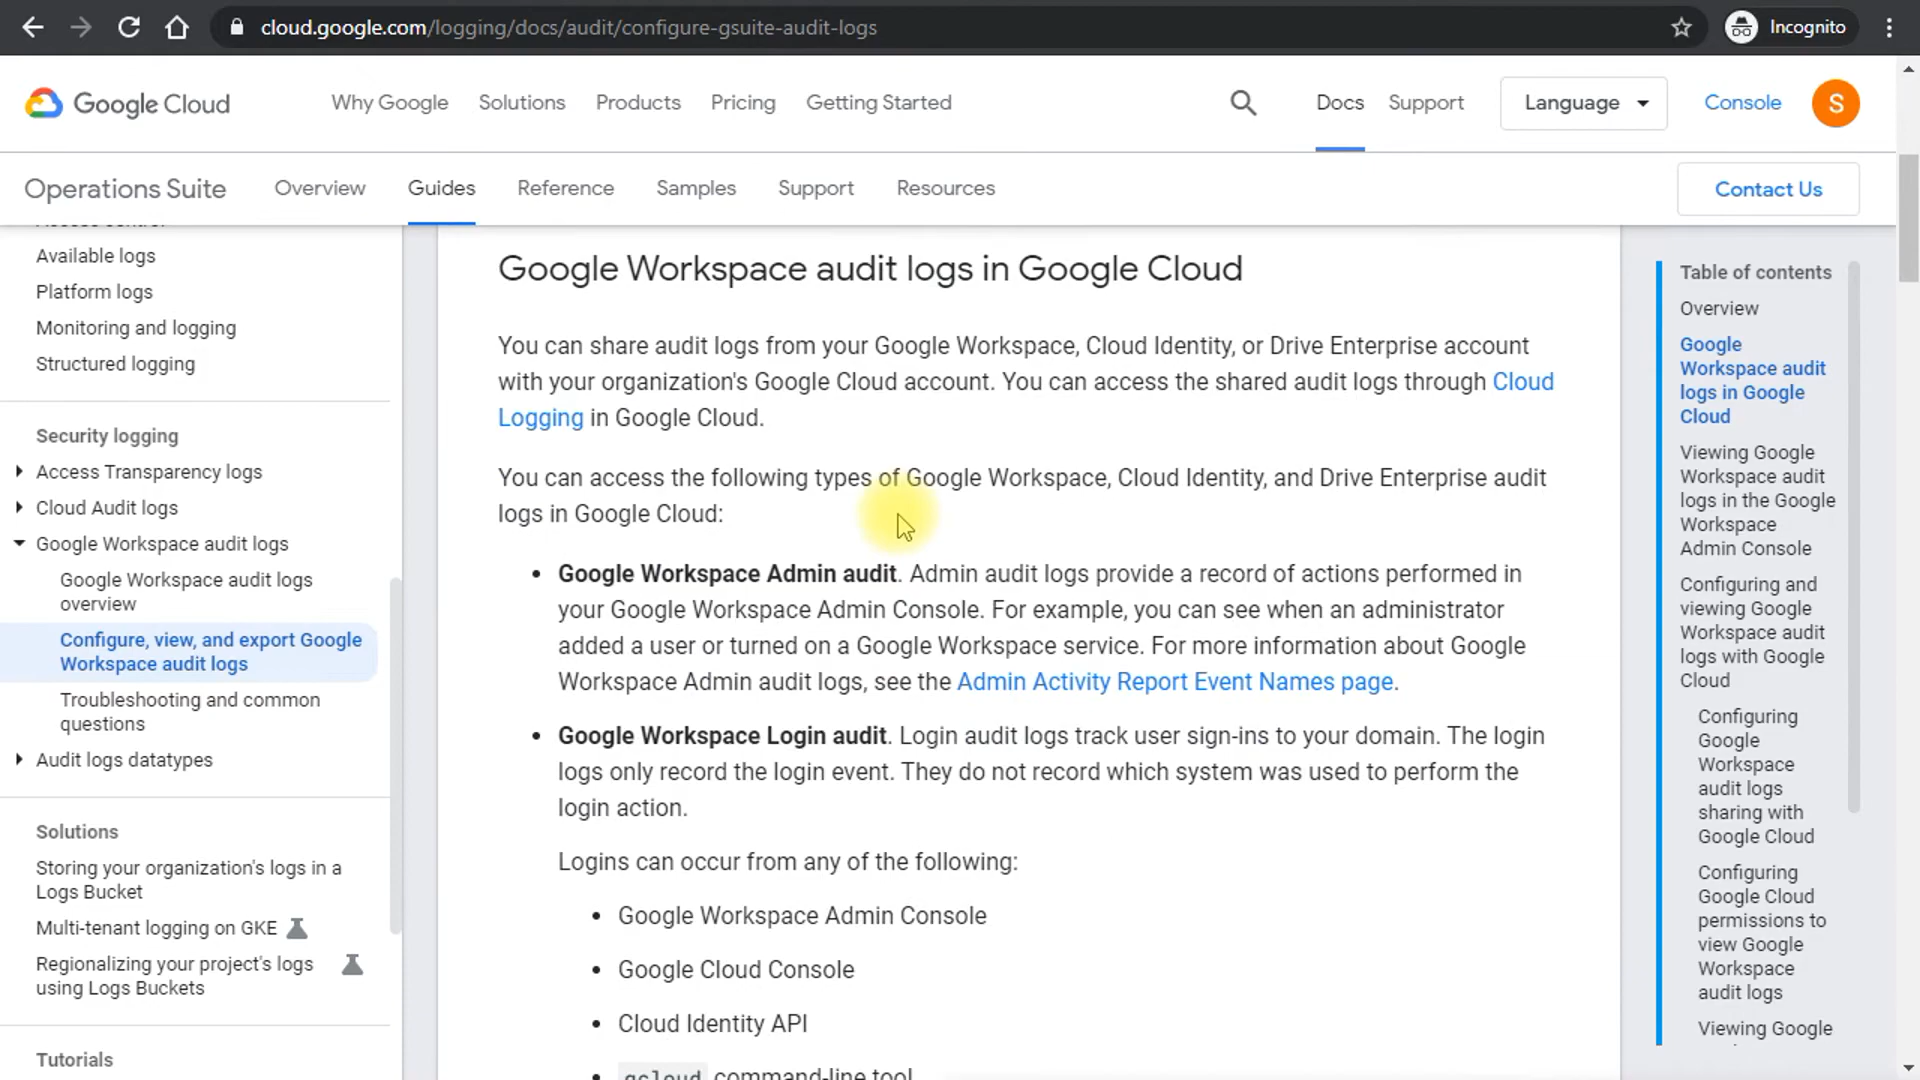 cloud.google.com/logging/docs/audit/configure-gsuite-audit-logs
Incognito
Google Cloud
Why Google
Solutions
Products
Pricing
Getting Started
Docs
Support
Language
Console
S
Operations Suite
Overview
Guides
Reference
Samples
Support
Resources
Contact Us
Available logs
Platform logs
Monitoring and logging
Structured logging
Security logging
Access Transparency logs
Cloud Audit logs
Google Workspace audit logs
Google Workspace audit logs
overview
Configure, view, and export Google
Workspace audit logs
Troubleshooting and common
questions
Audit logs datatypes
Solutions
Storing your organization's logs in a
Logs Bucket
Multi-tenant logging on GKE
Regionalizing your project's logs
using Logs Buckets
Tutorials
Google Workspace audit logs in Google Cloud
You can share audit logs from your Google Workspace, Cloud Identity, or Drive Enterprise account
with your organization's Google Cloud account. You can access the shared audit logs through Cloud
Logging in Google Cloud.
You can access the following types of Google Workspace, Cloud Identity, and Drive Enterprise audit
logs in Google Cloud:
• Google Workspace Admin audit. Admin audit logs provide a record of actions performed in
your Google Workspace Admin Console. For example, you can see when an administrator
added a user or turned on a Google Workspace service. For more information about Google
Workspace Admin audit logs, see the Admin Activity Report Event Names page.
• Google Workspace Login audit. Login audit logs track user sign-ins to your domain. The login
logs only record the login event. They do not record which system was used to perform the
login action.
Logins can occur from any of the following:
• Google Workspace Admin Console
• Google Cloud Console
• Cloud Identity API
• gcloud command-line tool
Table of contents
Overview
Google
Workspace audit
logs in Google
Cloud
Viewing Google
Workspace audit
logs in the Google
Workspace
Admin Console
Configuring and
viewing Google
Workspace audit
logs with Google
Cloud
Configuring
Google
Workspace
audit logs
sharing with
Google Cloud
Configuring
Google Cloud
permissions to
view Google
Workspace
audit logs
Viewing Google